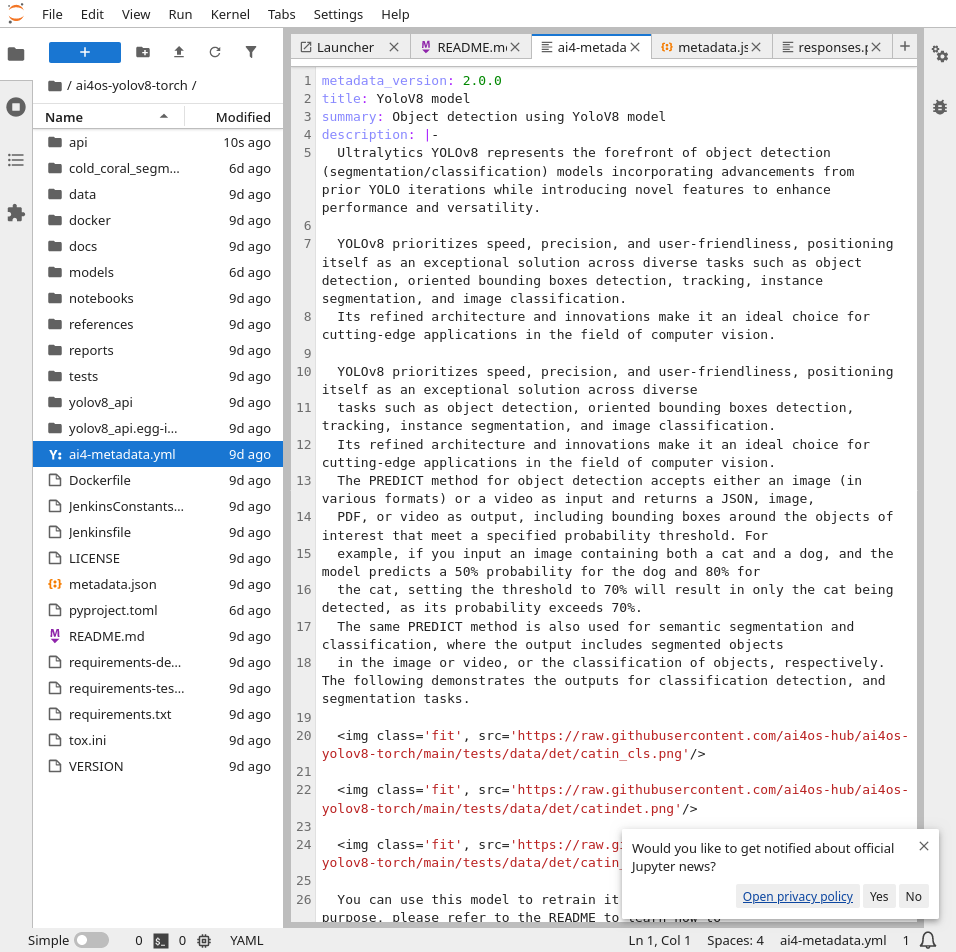 File Edit View Run Kernel Tabs Settings Help
+
/ ai4os-yolov8-torch /
Name Modified
api 10s ago
cold_coral_segm... 6d ago
data 9d ago
docker 9d ago
docs 9d ago
models 6d ago
notebooks 9d ago
references 9d ago
reports 9d ago
tests 9d ago
yolov8_api 9d ago
yolov8_api.egg-i... 9d ago
Y: ai4-metadata.yml 9d ago
Dockerfile 9d ago
JenkinsConstants... 9d ago
Jenkinsfile 9d ago
LICENSE 9d ago
metadata.json 9d ago
pyproject.toml 6d ago
M README.md 9d ago
requirements-de... 9d ago
requirements-tes... 9d ago
requirements.txt 9d ago
tox.ini 9d ago
VERSION 9d ago
Launcher M README.m ai4-metada metadata.js responses.p +
1 metadata_version: 2.0.0
2 title: YoloV8 model
3 summary: Object detection using YoloV8 model
4 description: |-
5 Ultralytics YOLOv8 represents the forefront of object detection
(segmentation/classification) models incorporating advancements from
prior YOLO iterations while introducing novel features to enhance
performance and versatility.
6
7 YOLOv8 prioritizes speed, precision, and user-friendliness, positioning
itself as an exceptional solution across diverse tasks such as object
detection, oriented bounding boxes detection, tracking, instance
segmentation, and image classification.
8 Its refined architecture and innovations make it an ideal choice for
cutting-edge applications in the field of computer vision.
9
10 YOLOv8 prioritizes speed, precision, and user-friendliness, positioning
itself as an exceptional solution across diverse
11 tasks such as object detection, oriented bounding boxes detection,
tracking, instance segmentation, and image classification.
12 Its refined architecture and innovations make it an ideal choice for
cutting-edge applications in the field of computer vision.
13 The PREDICT method for object detection accepts either an image (in
various formats) or a video as input and returns a JSON, image,
14 PDF, or video as output, including bounding boxes around the objects of
interest that meet a specified probability threshold. For
15 example, if you input an image containing both a cat and a dog, and the
model predicts a 50% probability for the dog and 80% for
16 the cat, setting the threshold to 70% will result in only the cat being
detected, as its probability exceeds 70%.
17 The same PREDICT method is also used for semantic segmentation and
classification, where the output includes segmented objects
18 in the image or video, or the classification of objects, respectively.
The following demonstrates the outputs for classification detection, and
segmentation tasks.
19
20 <img class='fit', src='https://raw.githubusercontent.com/ai4os-hub/ai4os-
yolov8-torch/main/tests/data/det/catin_cls.png'/>
21
22 <img class='fit', src='https://raw.githubusercontent.com/ai4os-hub/ai4os-
yolov8-torch/main/tests/data/det/catindet.png'/>
23
24 <img class='fit', src='https://raw.gi
yolov8-torch/main/tests/data/det/catin_
25
26 You can use this model to retrain it
purpose, please refer to the README to learn how to
Would you like to get notified about official
Jupyter news?
Open privacy policy Yes No
Simple 0 $_ 0 YAML Ln 1, Col 1 Spaces: 4 ai4-metadata.yml 1